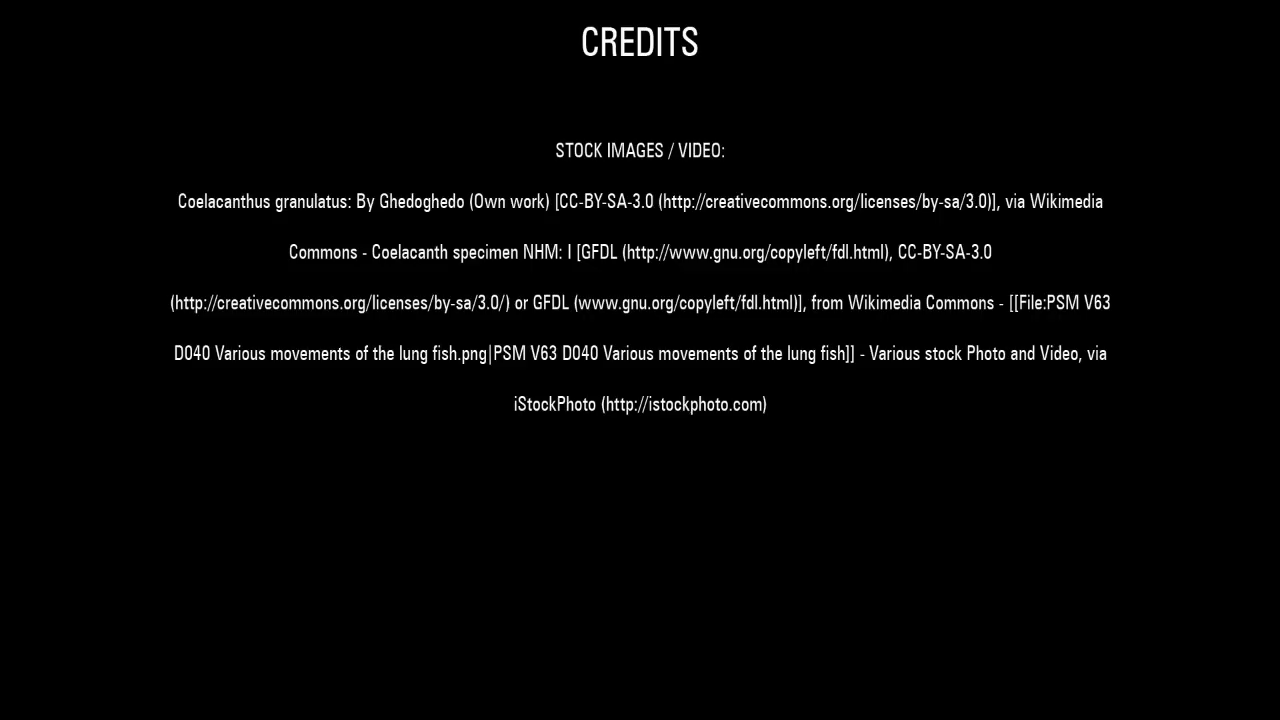 CREDITS
STOCK IMAGES / VIDEO:
Coelacanthus granulatus: By Ghedoghedo (Own work) [CC-BY-SA-3.0 (http://creativecommons.org/licenses/by-sa/3.0)], via Wikimedia
Commons - Coelacanth specimen NHM: I [GFDL (http://www.gnu.org/copyleft/fdl.html), CC-BY-SA-3.0
(http://creativecommons.org/licenses/by-sa/3.0/) or GFDL (www.gnu.org/copyleft/fdl.html)], from Wikimedia Commons - [[File:PSM V63
D040 Various movements of the lung fish.png|PSM V63 D040 Various movements of the lung fish]] - Various stock Photo and Video, via
iStockPhoto (http://istockphoto.com)